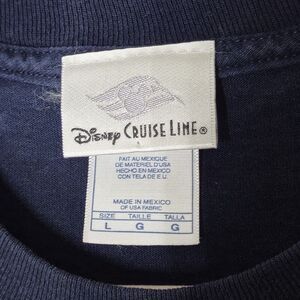 Disney CRUISE LINE®
FAIT AU MEXIQUE
DE MATERIEL D'USA
HECHO EN MEXICO
CON TELA DE E.U.
MADE IN MEXICO
OF USA FABRIC
SIZE TAILLE TALLA
L G G